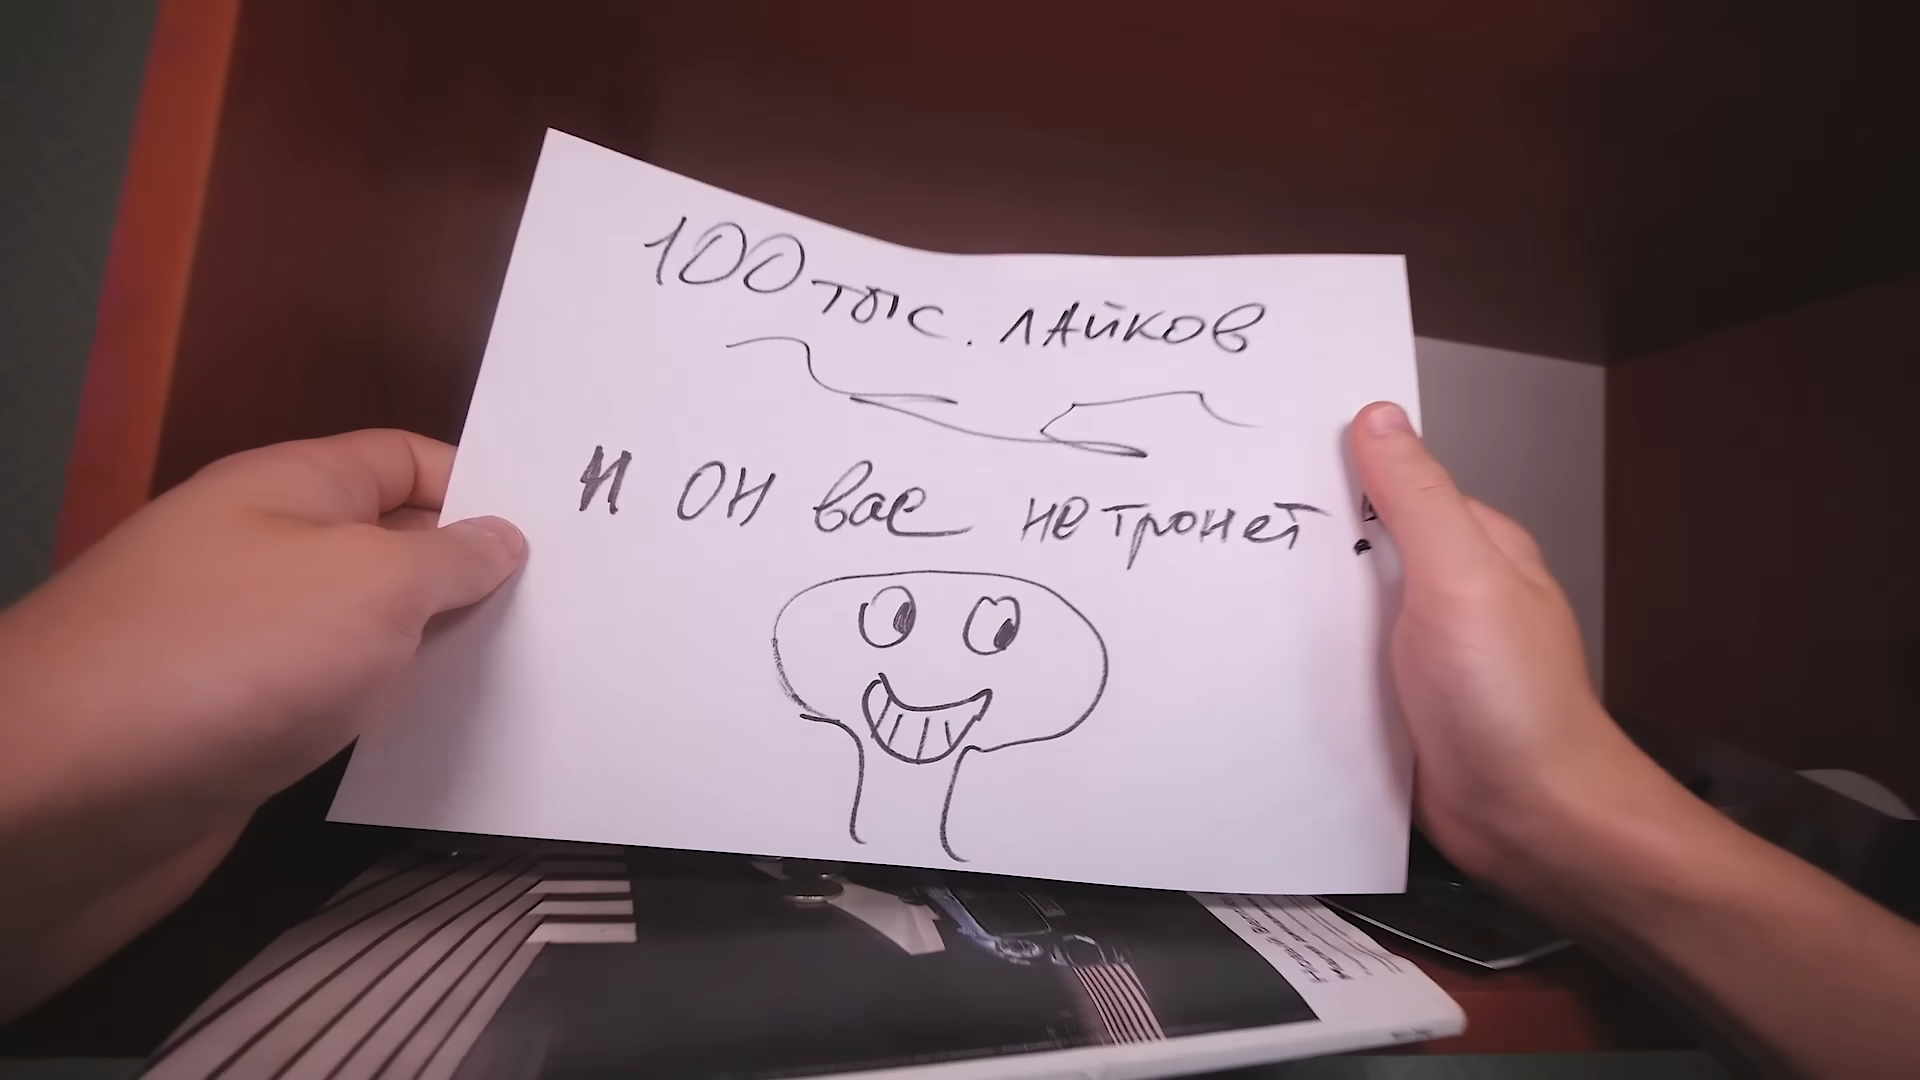 100 тыс. лайков
и он вас не тронет!